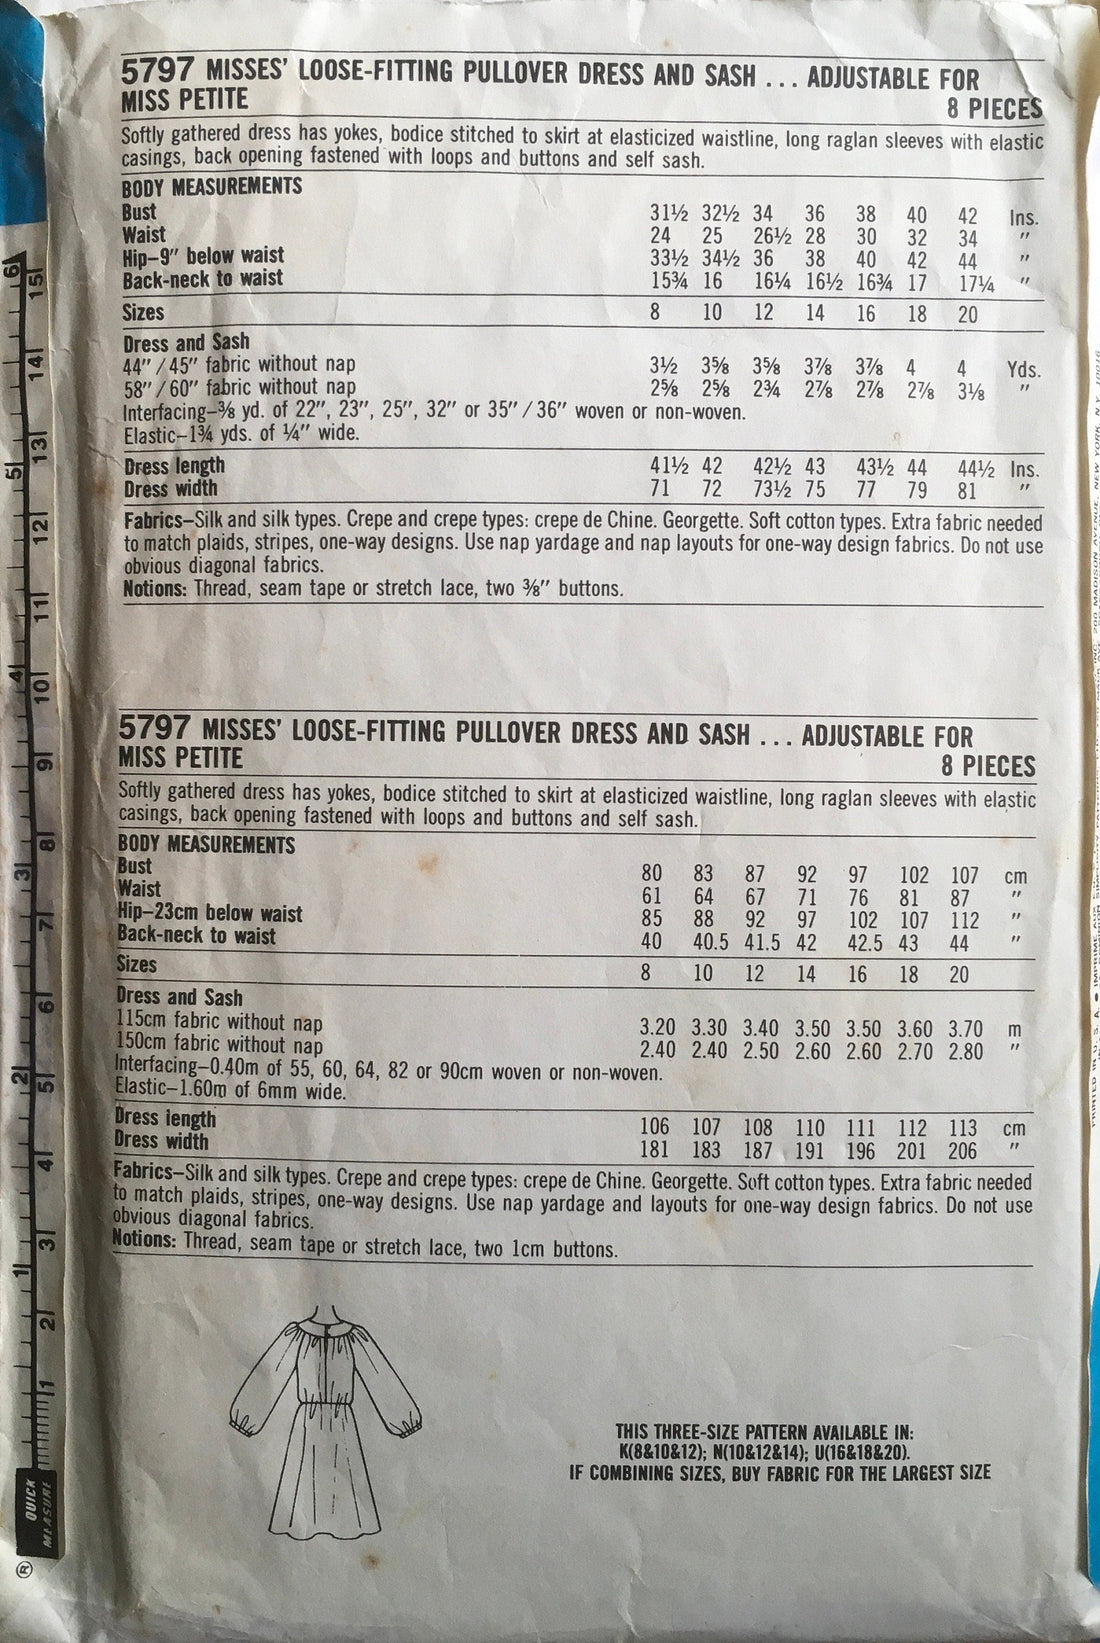 5797 MISSES' LOOSE-FITTING PULLOVER DRESS AND SASH ... ADJUSTABLE FOR
MISS PETITE 8 PIECES
Softly gathered dress has yokes, bodice stitched to skirt at elasticized waistline, long raglan sleeves with elastic
casings, back opening fastened with loops and buttons and self sash.
BODY MEASUREMENTS
Bust 31½ 32½ 34 36 38 40 42 Ins.
Waist 24 25 26½ 28 30 32 34 "
Hip–9" below waist 33½ 34½ 36 38 40 42 44 "
Back-neck to waist 15¾ 16 16¼ 16½ 16¾ 17 17¼ "
Sizes 8 10 12 14 16 18 20
Dress and Sash
44"/45" fabric without nap 3½ 3⅝ 3⅝ 3⅞ 3⅞ 4 4 Yds.
58"/60" fabric without nap 2⅝ 2⅝ 2¾ 2⅞ 2⅞ 2⅞ 3⅛ "
Interfacing–⅜ yd. of 22", 23", 25", 32" or 35"/36" woven or non-woven.
Elastic–1¾ yds. of ¼" wide.
Dress length 41½ 42 42½ 43 43½ 44 44½ Ins.
Dress width 71 72 73½ 75 77 79 81 "
Fabrics–Silk and silk types. Crepe and crepe types: crepe de Chine. Georgette. Soft cotton types. Extra fabric needed
to match plaids, stripes, one-way designs. Use nap yardage and nap layouts for one-way design fabrics. Do not use
obvious diagonal fabrics.
Notions: Thread, seam tape or stretch lace, two ⅜" buttons.
5797 MISSES' LOOSE-FITTING PULLOVER DRESS AND SASH ... ADJUSTABLE FOR
MISS PETITE 8 PIECES
Softly gathered dress has yokes, bodice stitched to skirt at elasticized waistline, long raglan sleeves with elastic
casings, back opening fastened with loops and buttons and self sash.
BODY MEASUREMENTS
Bust 80 83 87 92 97 102 107 cm
Waist 61 64 67 71 76 81 87 "
Hip–23cm below waist 85 88 92 97 102 107 112 "
Back-neck to waist 40 40.5 41.5 42 42.5 43 44 "
Sizes 8 10 12 14 16 18 20
Dress and Sash
115cm fabric without nap 3.20 3.30 3.40 3.50 3.50 3.60 3.70 m
150cm fabric without nap 2.40 2.40 2.50 2.60 2.60 2.70 2.80 "
Interfacing–0.40m of 55, 60, 64, 82 or 90cm woven or non-woven.
Elastic–1.60m of 6mm wide.
Dress length 106 107 108 110 111 112 113 cm
Dress width 181 183 187 191 196 201 206 "
Fabrics–Silk and silk types. Crepe and crepe types: crepe de Chine. Georgette. Soft cotton types. Extra fabric needed
to match plaids, stripes, one-way designs. Use nap yardage and layouts for one-way design fabrics. Do not use
obvious diagonal fabrics.
Notions: Thread, seam tape or stretch lace, two 1cm buttons.
THIS THREE-SIZE PATTERN AVAILABLE IN:
K(8&10&12); N(10&12&14); U(16&18&20).
IF COMBINING SIZES, BUY FABRIC FOR THE LARGEST SIZE
6 5 4 3 2 1
15 14 13 12 11 10 9 8 7 6 5 4 3 2 1
QUICK
MEASURE
®